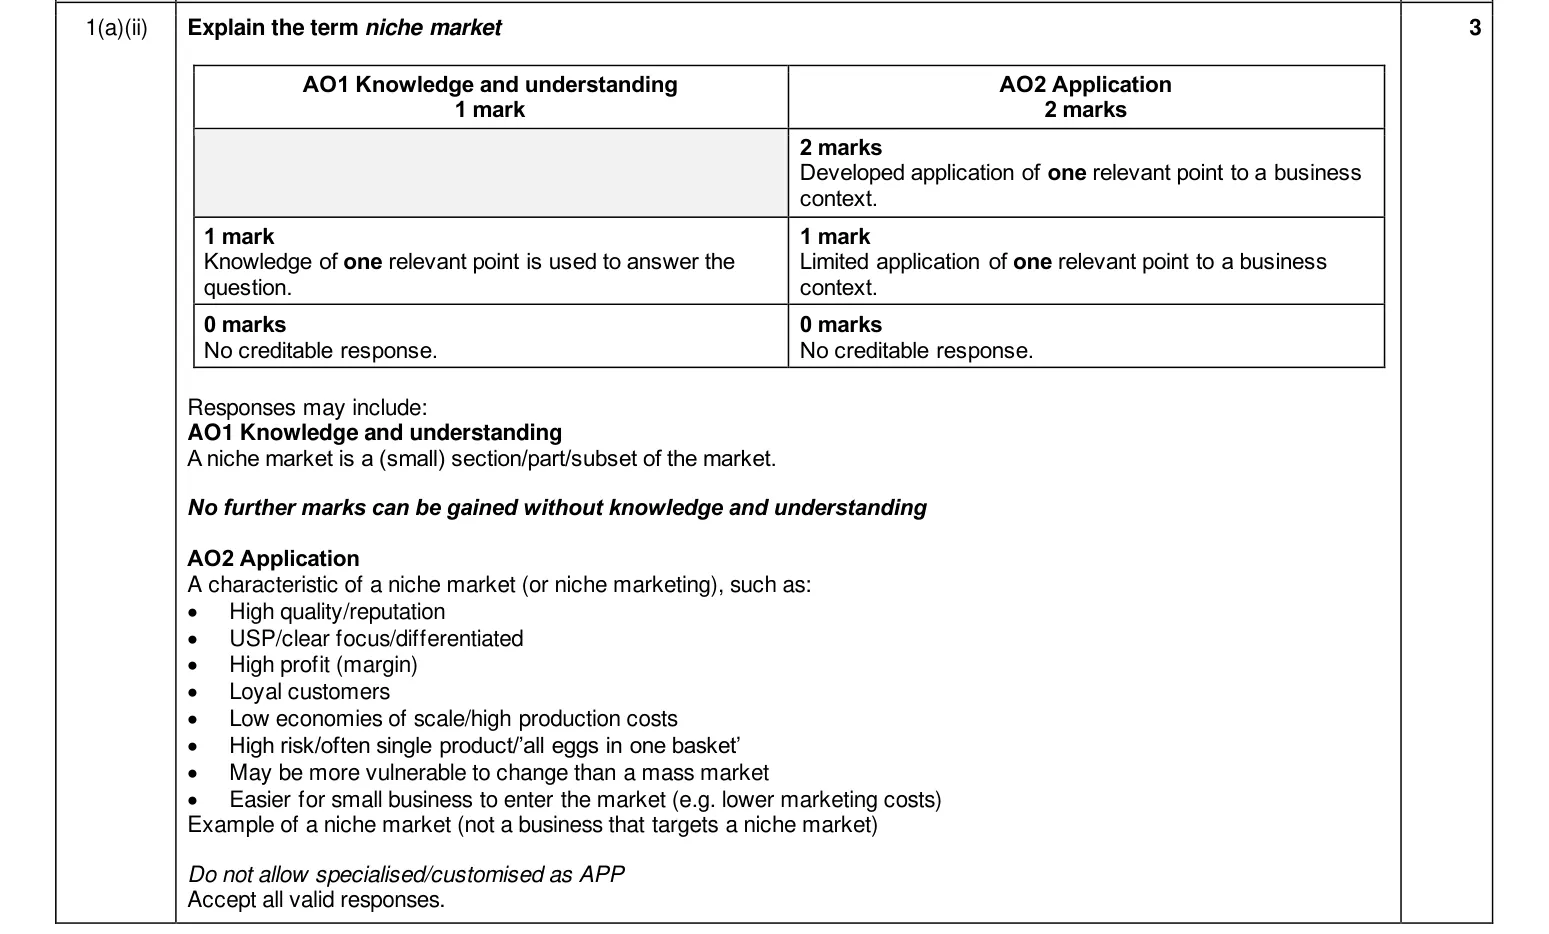 1(a)(ii)
Explain the term niche market
3
AO1 Knowledge and understanding
1 mark
AO2 Application
2 marks
2 marks
Developed application of one relevant point to a business
context.
1 mark
Knowledge of one relevant point is used to answer the
question.
1 mark
Limited application of one relevant point to a business
context.
0 marks
No creditable response.
0 marks
No creditable response.
Responses may include:
AO1 Knowledge and understanding
A niche market is a (small) section/part/subset of the market.
No further marks can be gained without knowledge and understanding
AO2 Application
A characteristic of a niche market (or niche marketing), such as:
• High quality/reputation
• USP/clear focus/differentiated
• High profit (margin)
• Loyal customers
• Low economies of scale/high production costs
• High risk/often single product/’all eggs in one basket’
• May be more vulnerable to change than a mass market
• Easier for small business to enter the market (e.g. lower marketing costs)
Example of a niche market (not a business that targets a niche market)
Do not allow specialised/customised as APP
Accept all valid responses.